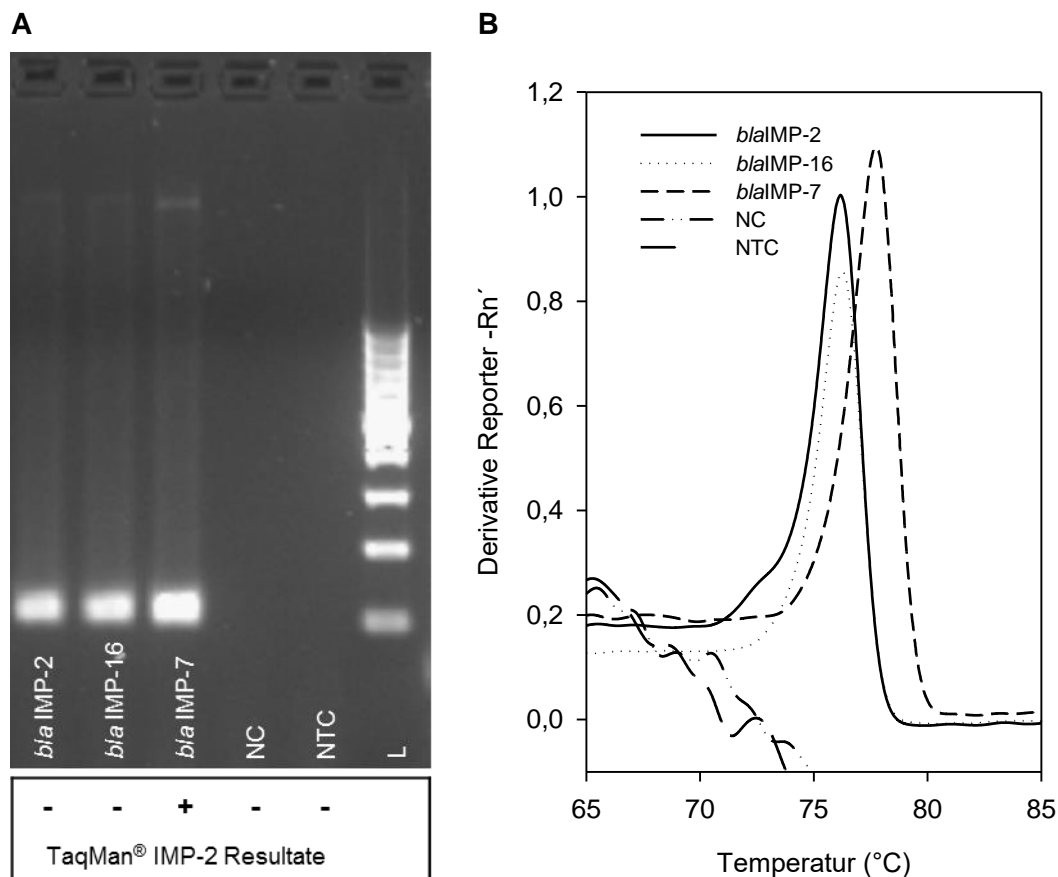 A
bla IMP-2
bla IMP-16
bla IMP-7
NC
NTC
L
- - + - -
TaqMan® IMP-2 Resultate
B
1,2
1,0
0,8
0,6
0,4
0,2
0,0
Derivative Reporter -Rn´
blaIMP-2
blaIMP-16
blaIMP-7
NC
NTC
65 70 75 80 85
Temperatur (°C)